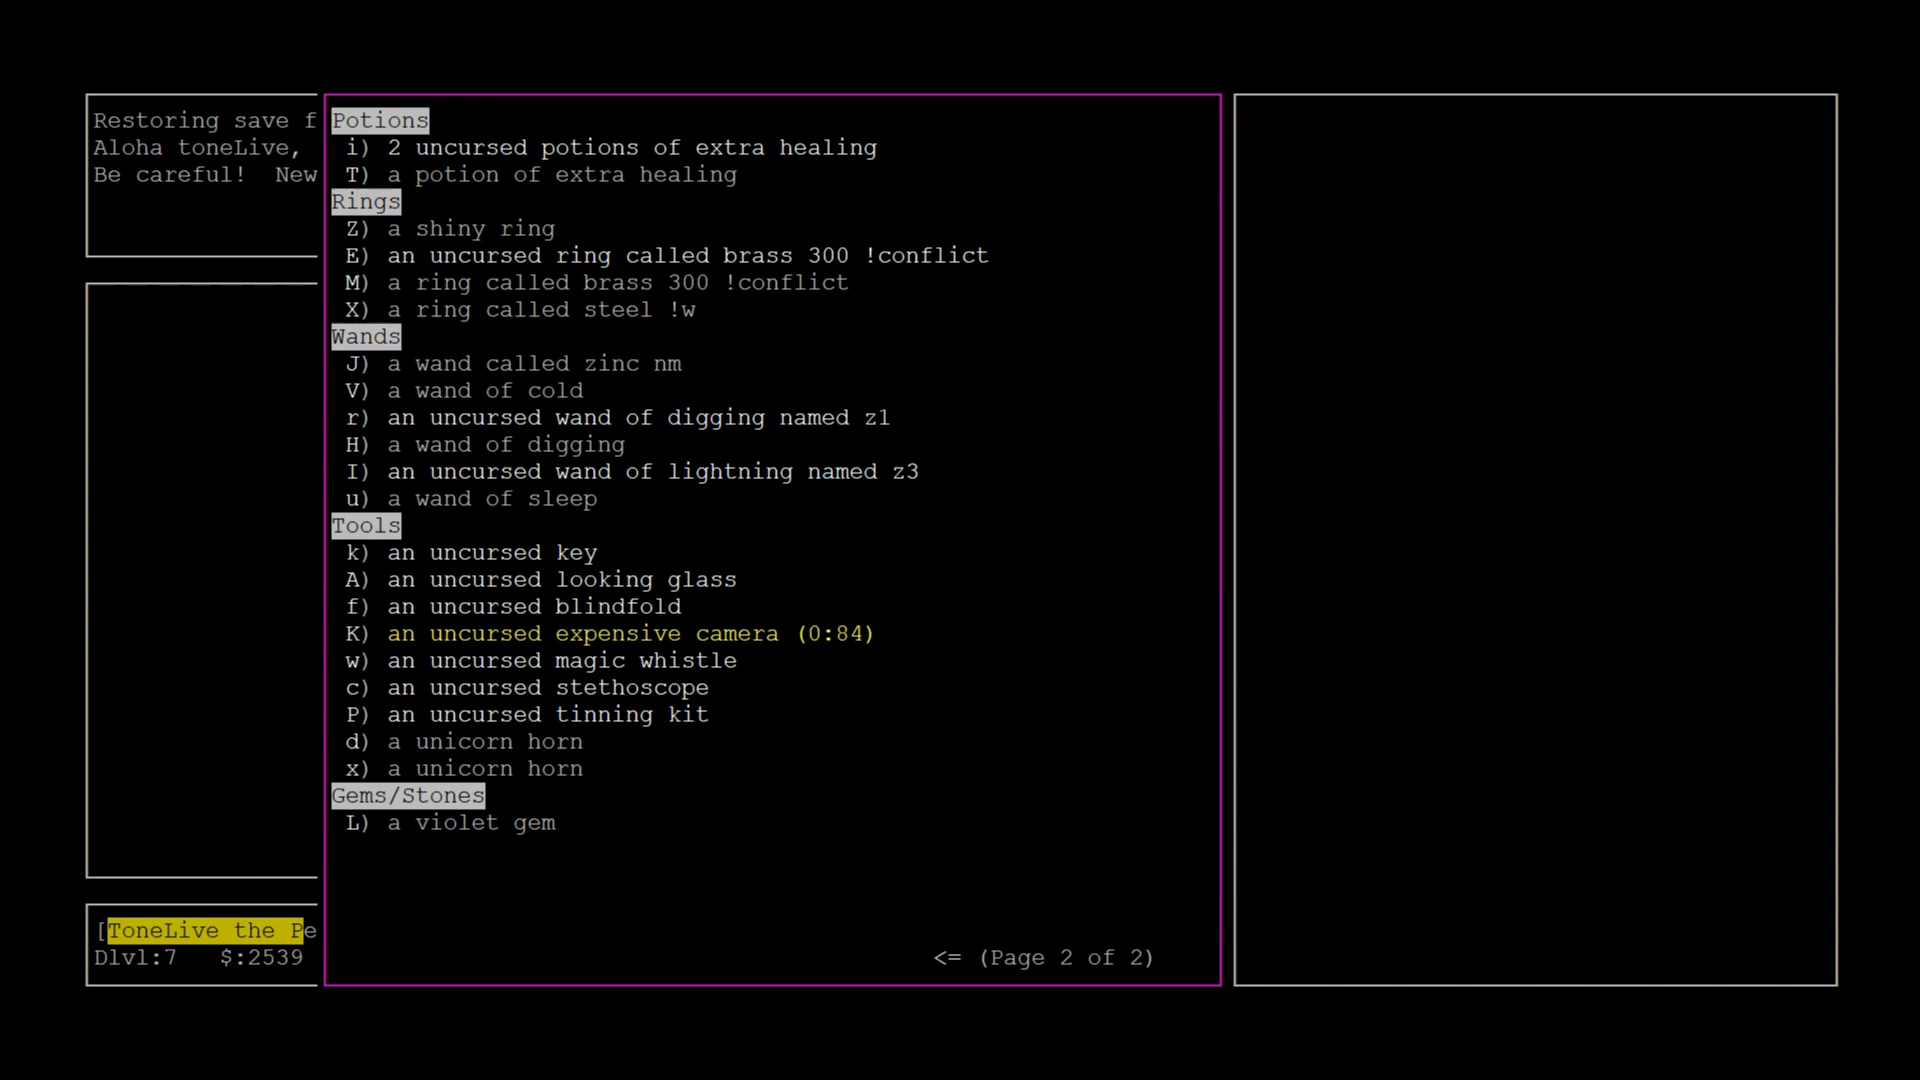 Restoring save f
Aloha toneLive,
Be careful!  New
Potions
i) 2 uncursed potions of extra healing
T) a potion of extra healing
Rings
Z) a shiny ring
E) an uncursed ring called brass 300 !conflict
M) a ring called brass 300 !conflict
X) a ring called steel !w
Wands
J) a wand called zinc nm
V) a wand of cold
r) an uncursed wand of digging named z1
H) a wand of digging
I) an uncursed wand of lightning named z3
u) a wand of sleep
Tools
k) an uncursed key
A) an uncursed looking glass
f) an uncursed blindfold
K) an uncursed expensive camera (0:84)
w) an uncursed magic whistle
c) an uncursed stethoscope
P) an uncursed tinning kit
d) a unicorn horn
x) a unicorn horn
Gems/Stones
L) a violet gem
<= (Page 2 of 2)
[ToneLive the Pe
Dlvl:7   $:2539